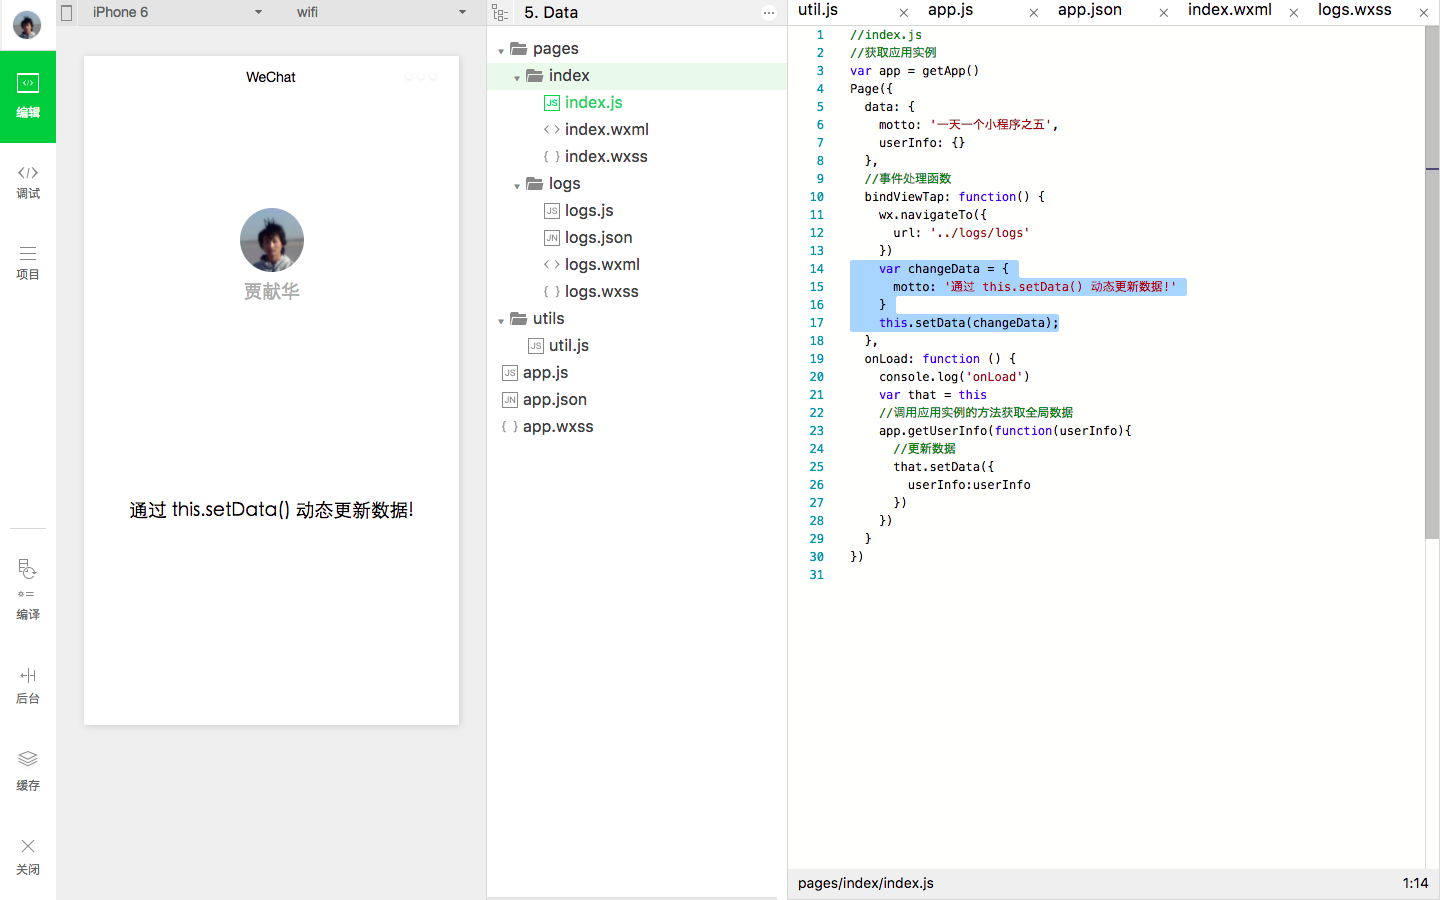 编辑
调试
项目
编译
后台
缓存
关闭
iPhone 6
wifi
WeChat
贾献华
通过 this.setData() 动态更新数据!
5. Data
pages
index
JS index.js
< > index.wxml
{ } index.wxss
logs
JS logs.js
JN logs.json
< > logs.wxml
{ } logs.wxss
utils
JS util.js
JS app.js
JN app.json
{ } app.wxss
util.js
app.js
app.json
index.wxml
logs.wxss
1 //index.js
2 //获取应用实例
3 var app = getApp()
4 Page({
5 data: {
6 motto: '一天一个小程序之五',
7 userInfo: {}
8 },
9 //事件处理函数
10 bindViewTap: function() {
11 wx.navigateTo({
12 url: '../logs/logs'
13 })
14 var changeData = {
15 motto: '通过 this.setData() 动态更新数据!'
16 }
17 this.setData(changeData);
18 },
19 onLoad: function () {
20 console.log('onLoad')
21 var that = this
22 //调用应用实例的方法获取全局数据
23 app.getUserInfo(function(userInfo){
24 //更新数据
25 that.setData({
26 userInfo:userInfo
27 })
28 })
29 }
30 })
31
pages/index/index.js
1:14